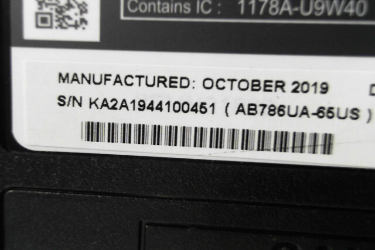 Contains IC : 1178A-U9W40
MANUFACTURED: OCTOBER 2019
S/N KA2A1944100451 ( AB786UA-65US )